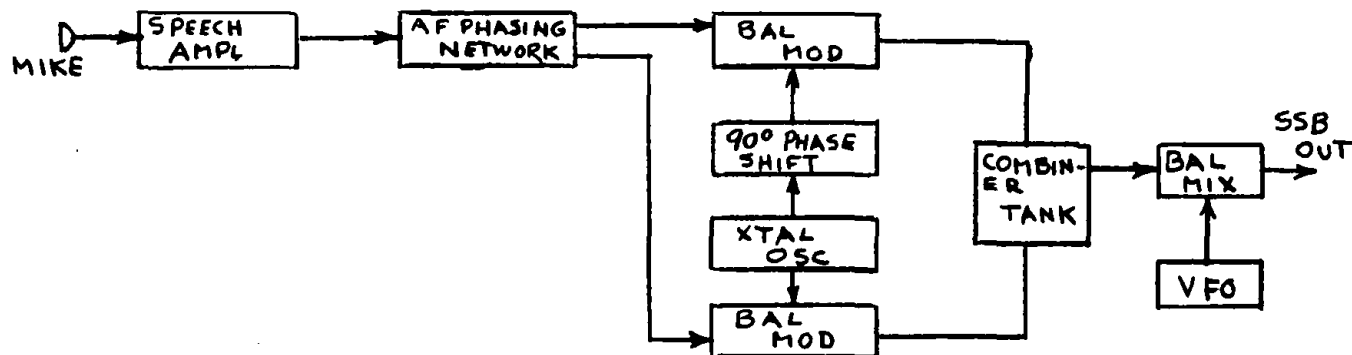 MIKE
SPEECH
AMPL
AF PHASING
NETWORK
BAL
MOD
90° PHASE
SHIFT
XTAL
OSC
BAL
MOD
COMBIN-
ER
TANK
BAL
MIX
SSB
OUT
VFO